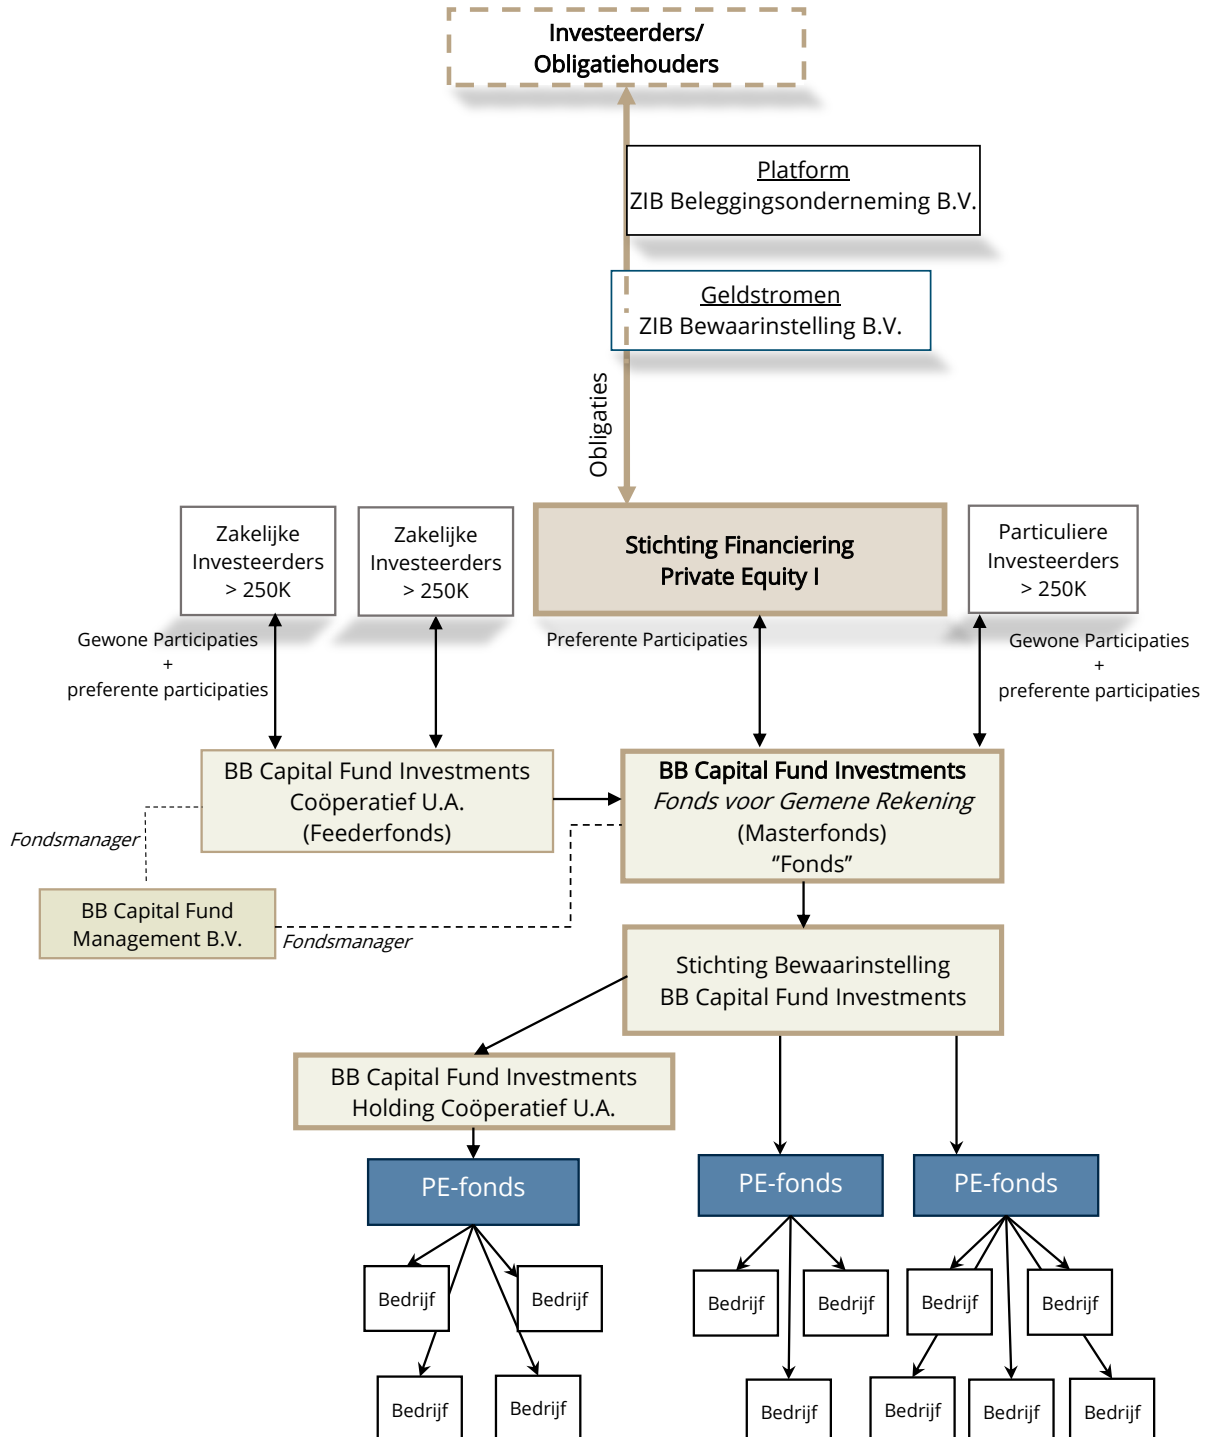 Investeerders/
Obligatiehouders
Platform
ZIB Beleggingsonderneming B.V.
Geldstromen
ZIB Bewaarinstelling B.V.
Obligaties
Zakelijke
Investeerders
> 250K
Zakelijke
Investeerders
> 250K
Stichting Financiering
Private Equity I
Particuliere
Investeerders
> 250K
Gewone Participaties
+
preferente participaties
Preferente Participaties
Gewone Participaties
+
preferente participaties
BB Capital Fund Investments
Coöperatief U.A.
(Feederfonds)
BB Capital Fund Investments
Fonds voor Gemene Rekening
(Masterfonds)
“Fonds”
Fondsmanager
BB Capital Fund
Management B.V.
Fondsmanager
Stichting Bewaarinstelling
BB Capital Fund Investments
BB Capital Fund Investments
Holding Coöperatief U.A.
PE-fonds
PE-fonds
PE-fonds
Bedrijf
Bedrijf
Bedrijf
Bedrijf
Bedrijf
Bedrijf
Bedrijf
Bedrijf
Bedrijf
Bedrijf
Bedrijf
Bedrijf